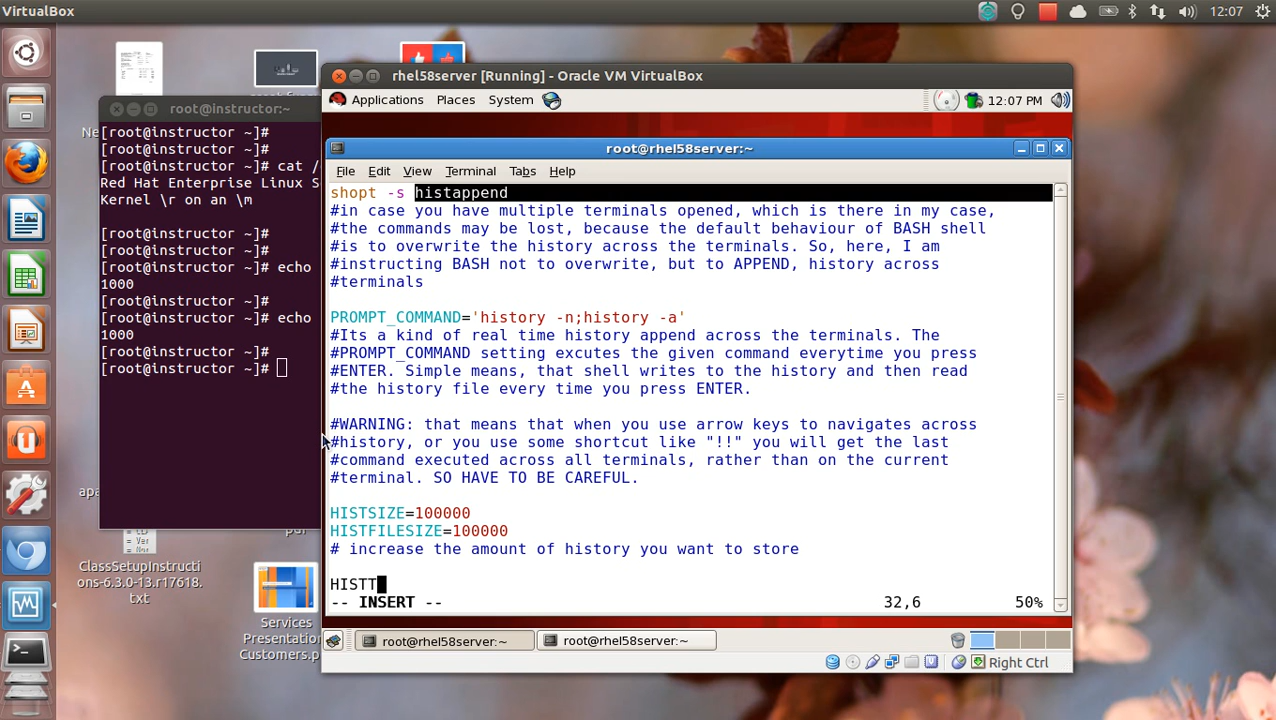 VirtualBox
12:07
Ne
root@instructor:~
[root@instructor ~]#
[root@instructor ~]#
[root@instructor ~]# cat /
Red Hat Enterprise Linux S
Kernel \r on an \m
[root@instructor ~]#
[root@instructor ~]#
[root@instructor ~]# echo
1000
[root@instructor ~]#
[root@instructor ~]# echo
1000
[root@instructor ~]#
[root@instructor ~]#
apa
pdf
ClassSetupInstructi
ons-6.3.0-13.r17618.
txt
Services
Presentation
Customers.p
rhel58server [Running] - Oracle VM VirtualBox
Applications Places System 12:07 PM
root@rhel58server:~
File Edit View Terminal Tabs Help
shopt -s histappend
#in case you have multiple terminals opened, which is there in my case,
#the commands may be lost, because the default behaviour of BASH shell
#is to overwrite the history across the terminals. So, here, I am
#instructing BASH not to overwrite, but to APPEND, history across
#terminals
PROMPT_COMMAND='history -n;history -a'
#Its a kind of real time history append across the terminals. The
#PROMPT_COMMAND setting excutes the given command everytime you press
#ENTER. Simple means, that shell writes to the history and then read
#the history file every time you press ENTER.
#WARNING: that means that when you use arrow keys to navigates across
#history, or you use some shortcut like "!!" you will get the last
#command executed across all terminals, rather than on the current
#terminal. SO HAVE TO BE CAREFUL.
HISTSIZE=100000
HISTFILESIZE=100000
# increase the amount of history you want to store
HISTT
-- INSERT -- 32,6 50%
root@rhel58server:~ root@rhel58server:~
Right Ctrl